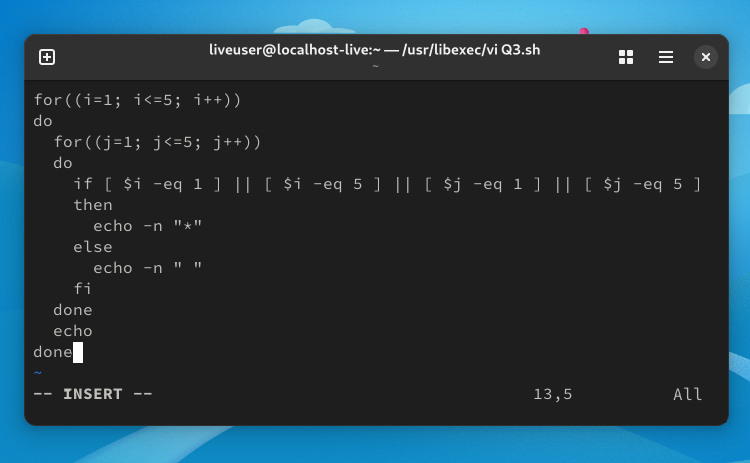 liveuser@localhost-live:~ — /usr/libexec/vi Q3.sh
~
for((i=1; i<=5; i++))
do
  for((j=1; j<=5; j++))
  do
    if [ $i -eq 1 ] || [ $i -eq 5 ] || [ $j -eq 1 ] || [ $j -eq 5 ]
    then
      echo -n "*"
    else
      echo -n " "
    fi
  done
  echo
done
~
-- INSERT -- 13,5 All